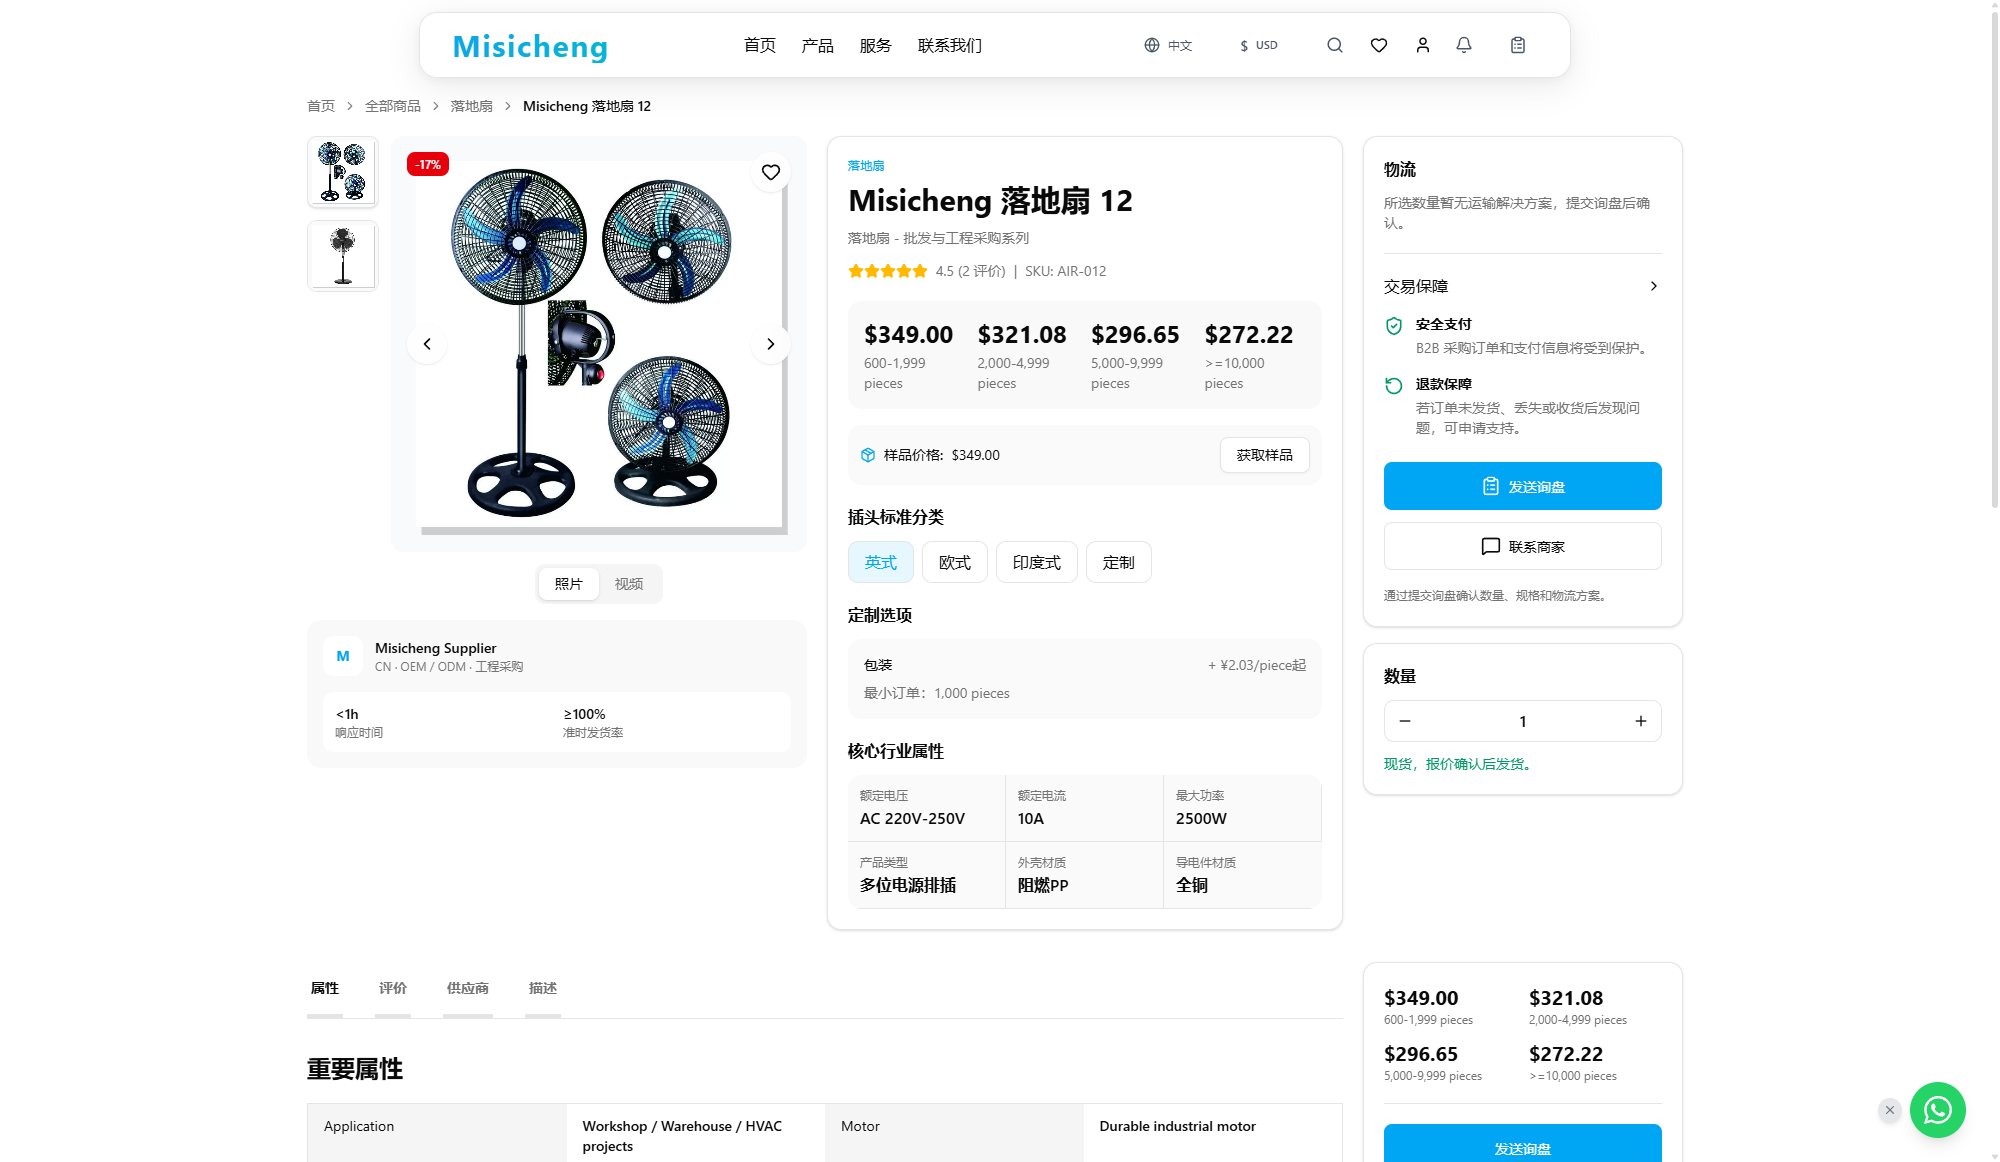 Misicheng
首页 产品 服务 联系我们
中文
$ USD
首页 > 全部商品 > 落地扇 > Misicheng 落地扇 12
-17%
照片 视频
M
Misicheng Supplier
CN · OEM / ODM · 工程采购
<1h
响应时间
≥100%
准时发货率
落地扇
Misicheng 落地扇 12
落地扇 - 批发与工程采购系列
4.5 (2 评价) | SKU: AIR-012
$349.00
600-1,999
pieces
$321.08
2,000-4,999
pieces
$296.65
5,000-9,999
pieces
$272.22
>=10,000
pieces
样品价格: $349.00
获取样品
插头标准分类
英式 欧式 印度式 定制
定制选项
包装
+ ¥2.03/piece起
最小订单：1,000 pieces
核心行业属性
额定电压
AC 220V-250V
额定电流
10A
最大功率
2500W
产品类型
多位电源排插
外壳材质
阻燃PP
导电件材质
全铜
物流
所选数量暂无运输解决方案，提交询盘后确
认。
交易保障
安全支付
B2B 采购订单和支付信息将受到保护。
退款保障
若订单未发货、丢失或收货后发现问
题，可申请支持。
发送询盘
联系商家
通过提交询盘确认数量、规格和物流方案。
数量
− 1 +
现货，报价确认后发货。
属性 评价 供应商 描述
重要属性
Application
Workshop / Warehouse / HVAC
projects
Motor
Durable industrial motor
$349.00
600-1,999 pieces
$321.08
2,000-4,999 pieces
$296.65
5,000-9,999 pieces
$272.22
>=10,000 pieces
发送询盘